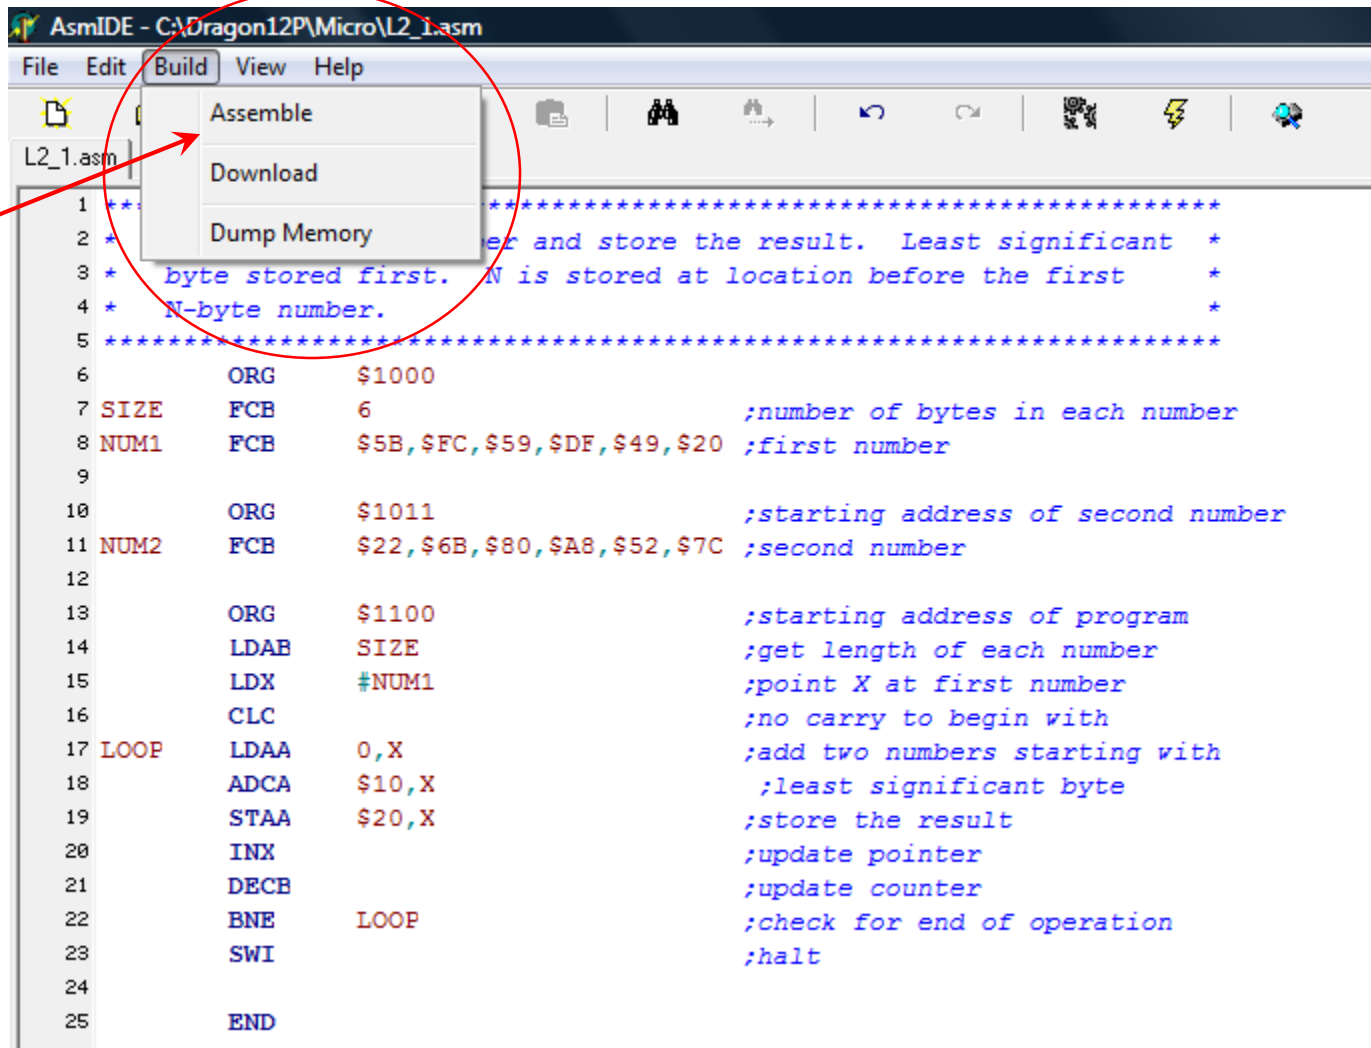 AsmIDE - C:\Dragon12P\Micro\L2_1.asm
File Edit Build View Help
Assemble
L2_1.asm
Download
Dump Memory
1 **************************************************
2 * er and store the result.  Least significant  *
3 *   byte stored first.  N is stored at location before the first     *
4 *   N-byte number.                                                   *
5 **********************************************************************
6         ORG     $1000
7 SIZE    FCB     6                       ;number of bytes in each number
8 NUM1    FCB     $5B,$FC,$59,$DF,$49,$20 ;first number
9
10         ORG     $1011                   ;starting address of second number
11 NUM2    FCB     $22,$6B,$80,$A8,$52,$7C ;second number
12
13         ORG     $1100                   ;starting address of program
14         LDAB    SIZE                    ;get length of each number
15         LDX     #NUM1                   ;point X at first number
16         CLC                             ;no carry to begin with
17 LOOP    LDAA    0,X                     ;add two numbers starting with
18         ADCA    $10,X                    ;least significant byte
19         STAA    $20,X                   ;store the result
20         INX                             ;update pointer
21         DECB                            ;update counter
22         BNE     LOOP                    ;check for end of operation
23         SWI                             ;halt
24
25         END